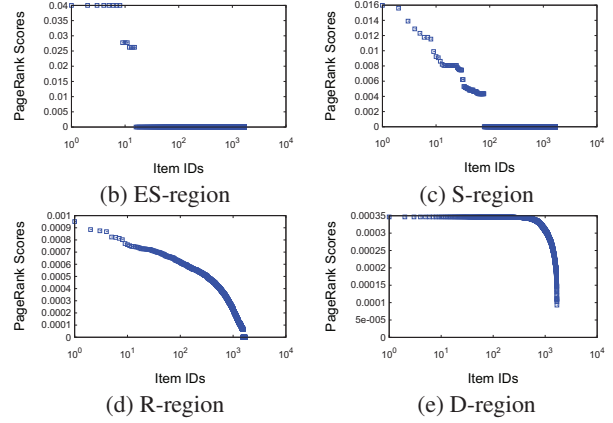 PageRank Scores
0.04
0.035
0.03
0.025
0.02
0.015
0.01
0.005
0
10^0 10^1 10^2 10^3 10^4
Item IDs
(b) ES-region
PageRank Scores
0.016
0.012
0.008
0.004
0
10^0 10^1 10^2 10^3 10^4
Item IDs
(c) S-region
PageRank Scores
0.001
0.0009
0.0008
0.0007
0.0006
0.0005
0.0004
0.0003
0.0002
0.0001
0
10^0 10^1 10^2 10^3 10^4
Item IDs
(d) R-region
PageRank Scores
0.00035
0.0003
0.00025
0.0002
0.00015
0.0001
5e-005
10^0 10^1 10^2 10^3 10^4
Item IDs
(e) D-region